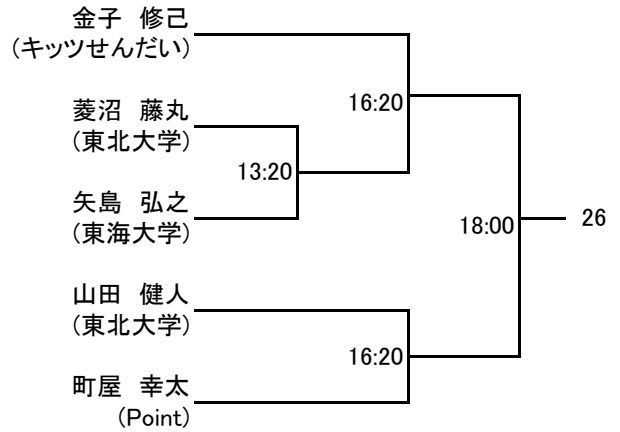 金子　修己
(キッツせんだい)
16:20
菱沼　藤丸
(東北大学)
13:20
矢島　弘之
(東海大学)
18:00
26
山田　健人
(東北大学)
16:20
町屋　幸太
(Point)